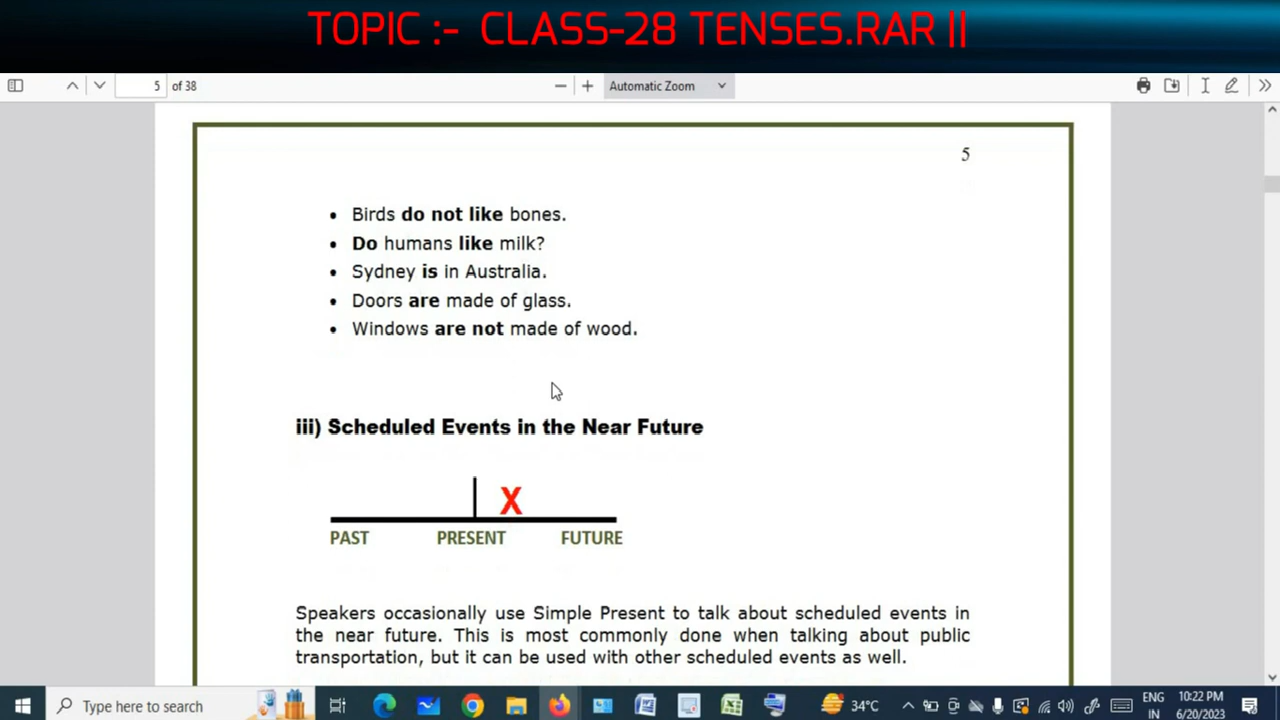 TOPIC :- CLASS-28 TENSES.RAR ||
5 of 38
Automatic Zoom
5
• Birds do not like bones.
• Do humans like milk?
• Sydney is in Australia.
• Doors are made of glass.
• Windows are not made of wood.
iii) Scheduled Events in the Near Future
X
PAST PRESENT FUTURE
Speakers occasionally use Simple Present to talk about scheduled events in
the near future. This is most commonly done when talking about public
transportation, but it can be used with other scheduled events as well.
Type here to search
34°C
ENG
IN
10:22 PM
6/20/2023